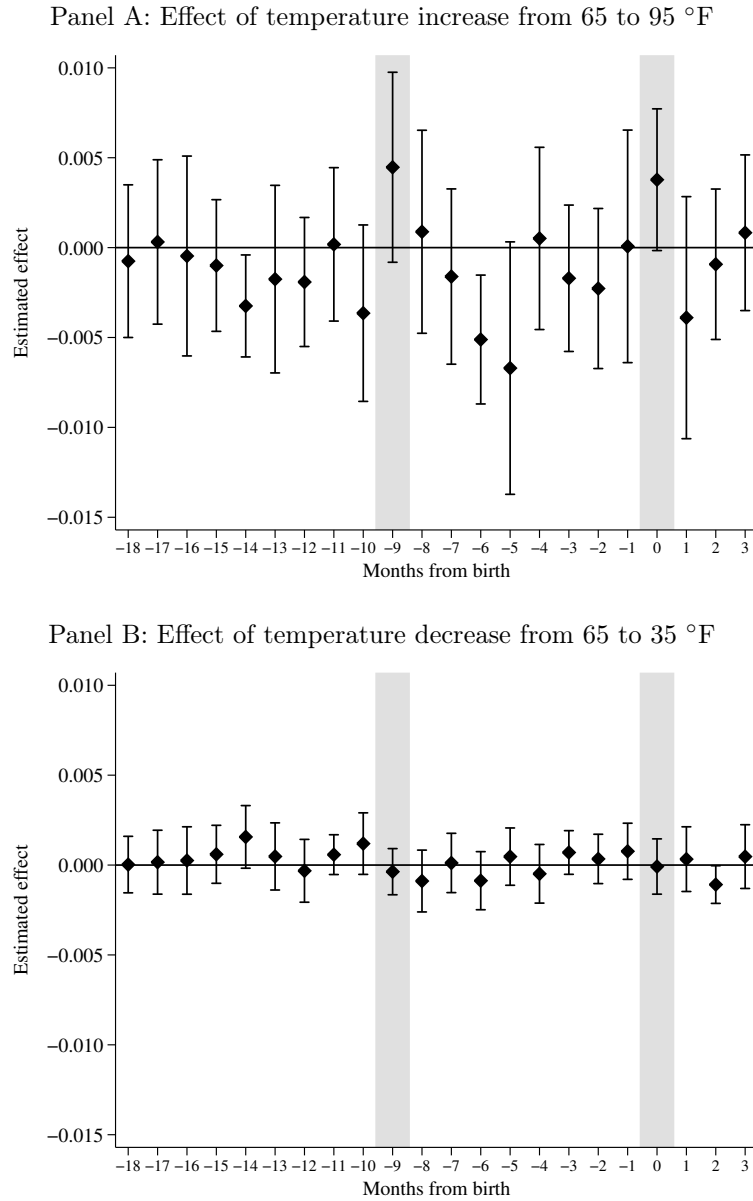 Panel A: Effect of temperature increase from 65 to 95 °F
0.010
0.005
0.000
−0.005
−0.010
−0.015
Estimated effect
−18 −17 −16 −15 −14 −13 −12 −11 −10 −9 −8 −7 −6 −5 −4 −3 −2 −1 0 1 2 3
Months from birth
Panel B: Effect of temperature decrease from 65 to 35 °F
0.010
0.005
0.000
−0.005
−0.010
−0.015
Estimated effect
−18 −17 −16 −15 −14 −13 −12 −11 −10 −9 −8 −7 −6 −5 −4 −3 −2 −1 0 1 2 3
Months from birth